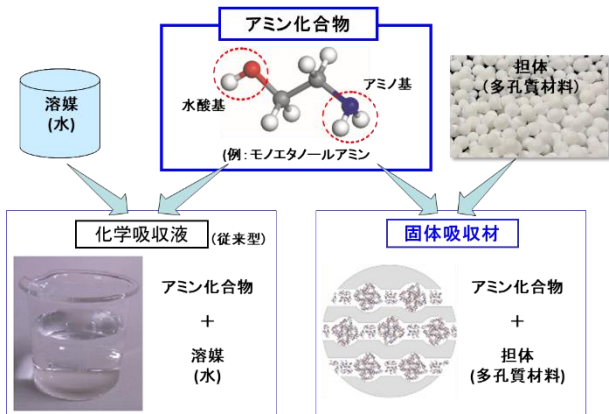 アミン化合物
水酸基
アミノ基
(例：モノエタノールアミン
溶媒
(水)
担体
(多孔質材料)
化学吸収液 (従来型)
アミン化合物
+
溶媒
(水)
固体吸収材
アミン化合物
+
担体
(多孔質材料)